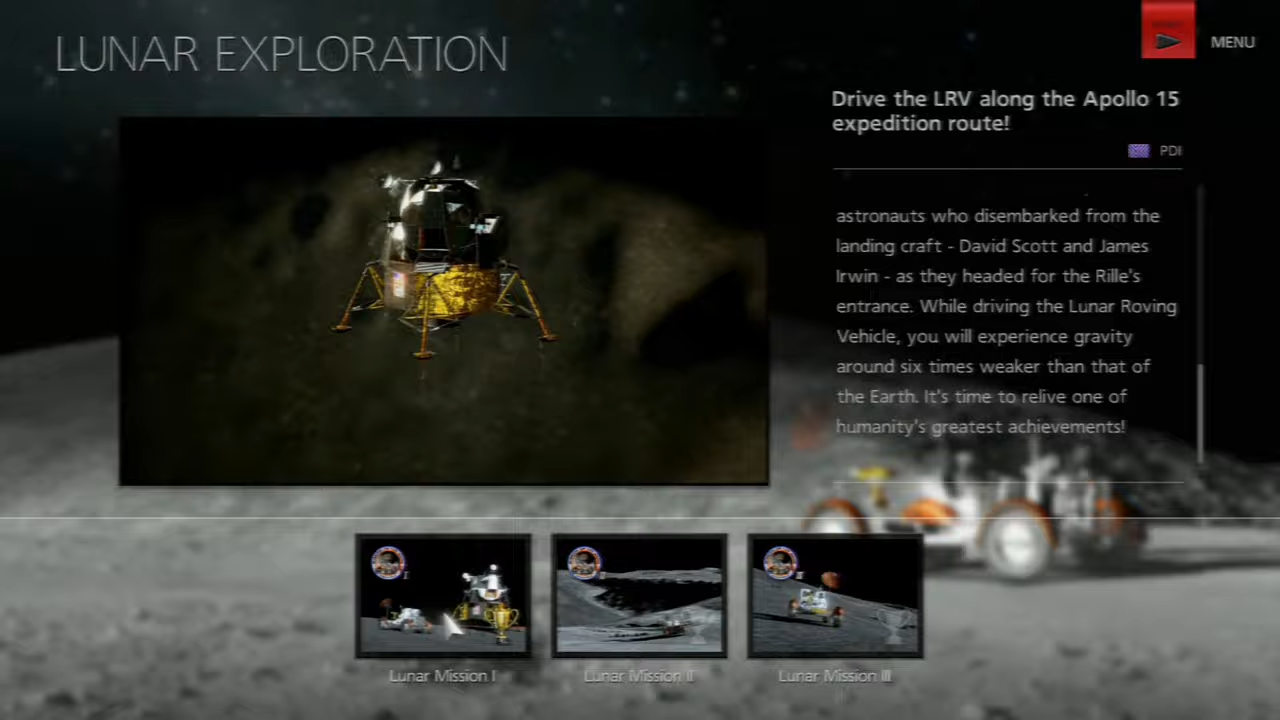 LUNAR EXPLORATION
MENU
Drive the LRV along the Apollo 15
expedition route!
PDI
astronauts who disembarked from the
landing craft - David Scott and James
Irwin - as they headed for the Rille's
entrance. While driving the Lunar Roving
Vehicle, you will experience gravity
around six times weaker than that of
the Earth. It's time to relive one of
humanity's greatest achievements!
Lunar Mission I
Lunar Mission II
Lunar Mission III